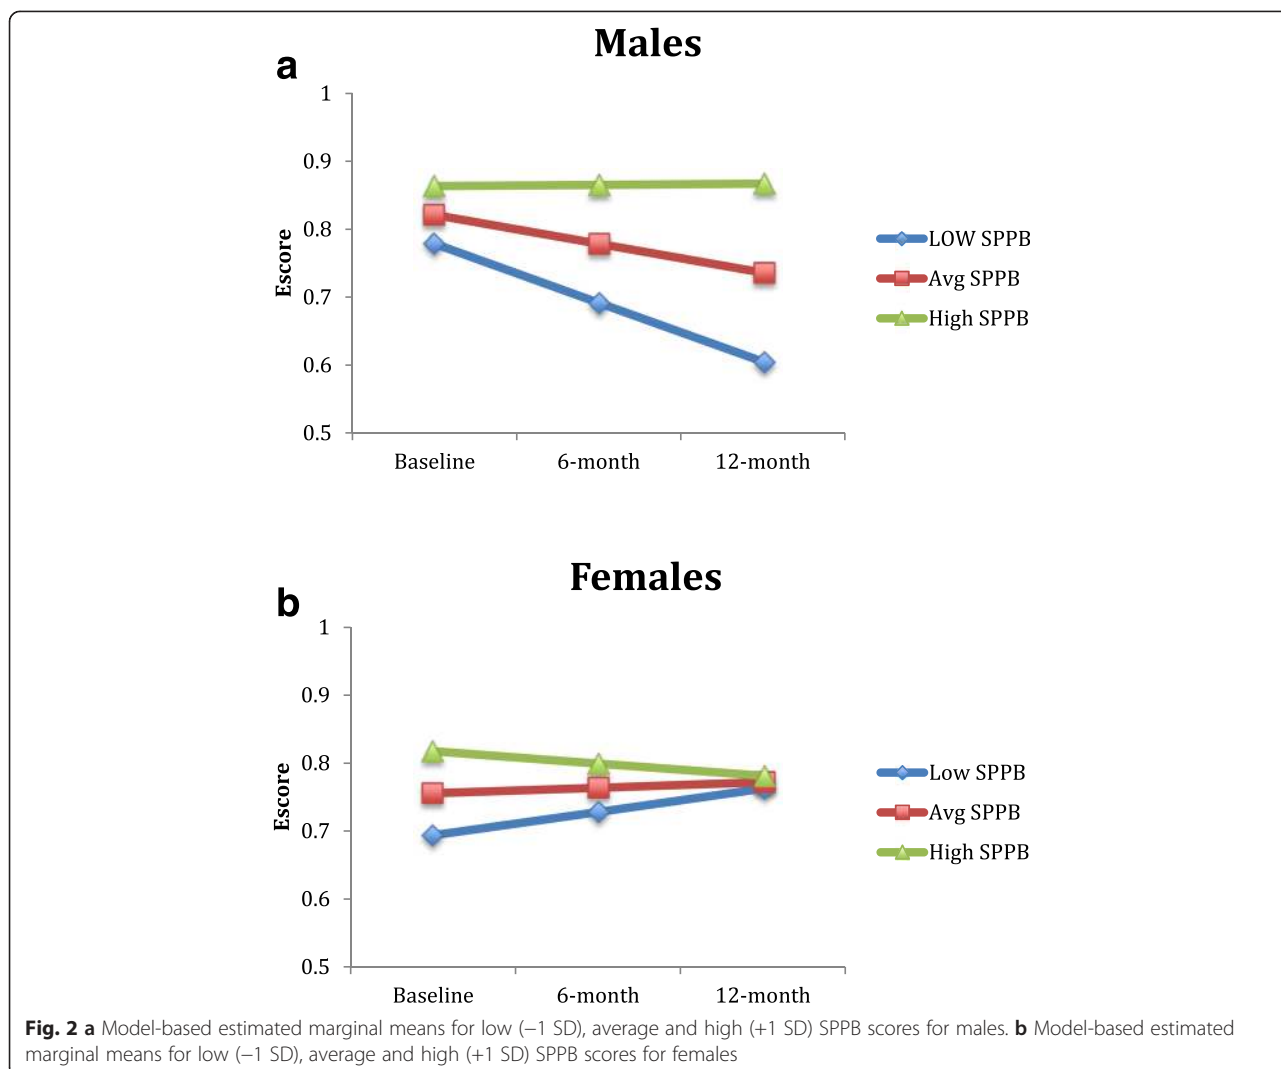 Males
a
1
0.9
0.8
0.7
0.6
0.5
Escore
Baseline
6-month
12-month
LOW SPPB
Avg SPPB
High SPPB
Females
b
1
0.9
0.8
0.7
0.6
0.5
Escore
Baseline
6-month
12-month
Low SPPB
Avg SPPB
High SPPB
Fig. 2 a Model-based estimated marginal means for low (−1 SD), average and high (+1 SD) SPPB scores for males. b Model-based estimated
marginal means for low (−1 SD), average and high (+1 SD) SPPB scores for females